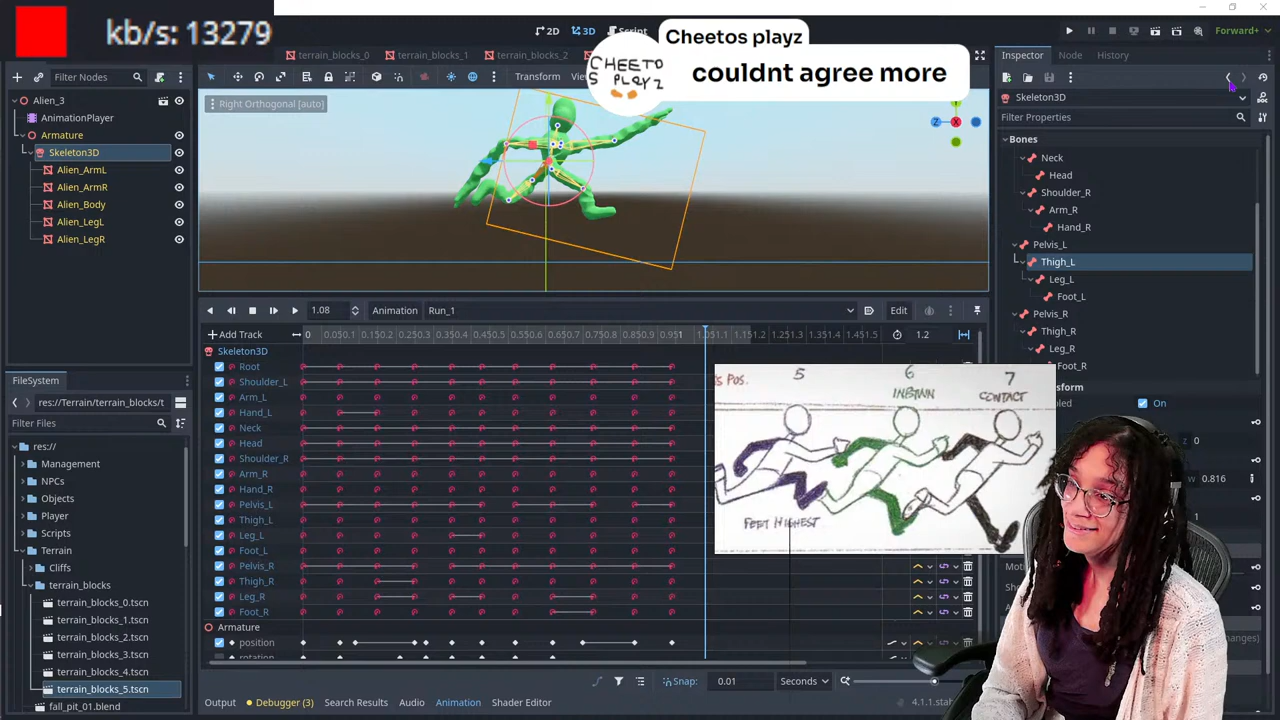 kb/s: 13279
2D
3D
Script
Forward+
terrain_blocks_0
terrain_blocks_1
terrain_blocks_2
Cheetos playz
couldnt agree more
CHEETO
S PLAYZ
Filter Nodes
Transform
Alien_3
AnimationPlayer
Armature
Skeleton3D
Alien_ArmL
Alien_ArmR
Alien_Body
Alien_LegL
Alien_LegR
Right Orthogonal [auto]
Z
X
Y
Inspector
Node
History
Skeleton3D
Filter Properties
Bones
Neck
Head
Shoulder_R
Arm_R
Hand_R
Pelvis_L
Thigh_L
Leg_L
Foot_L
Pelvis_R
Thigh_R
Leg_R
Foot_R
On
z 0
w 0.816
1
1.08
Animation
Run_1
Edit
Add Track
1.2
Skeleton3D
Root
Shoulder_L
Arm_L
Hand_L
Neck
Head
Shoulder_R
Arm_R
Hand_R
Pelvis_L
Thigh_L
Leg_L
Foot_L
Pelvis_R
Thigh_R
Leg_R
Foot_R
Armature
position
rotation
5
6
7
INBTWN
CONTACT
FEET HIGHEST
Snap:
0.01
Seconds
FileSystem
res://Terrain/terrain_blocks/t
Filter Files
res://
Management
NPCs
Objects
Player
Scripts
Terrain
Cliffs
terrain_blocks
terrain_blocks_0.tscn
terrain_blocks_1.tscn
terrain_blocks_2.tscn
terrain_blocks_3.tscn
terrain_blocks_4.tscn
terrain_blocks_5.tscn
fall_pit_01.blend
Output
Debugger (3)
Search Results
Audio
Animation
Shader Editor